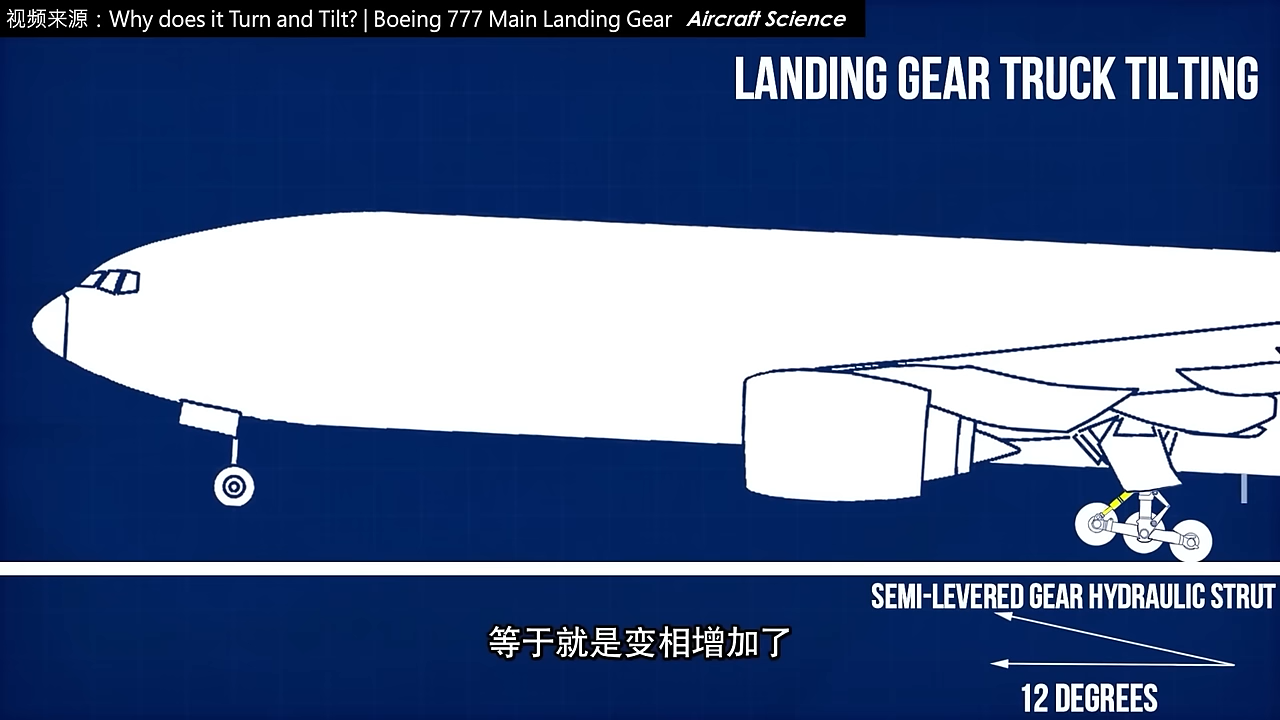 视频来源：Why does it Turn and Tilt? | Boeing 777 Main Landing Gear Aircraft Science
LANDING GEAR TRUCK TILTING
SEMI-LEVERED GEAR HYDRAULIC STRUT
等于就是变相增加了
12 DEGREES